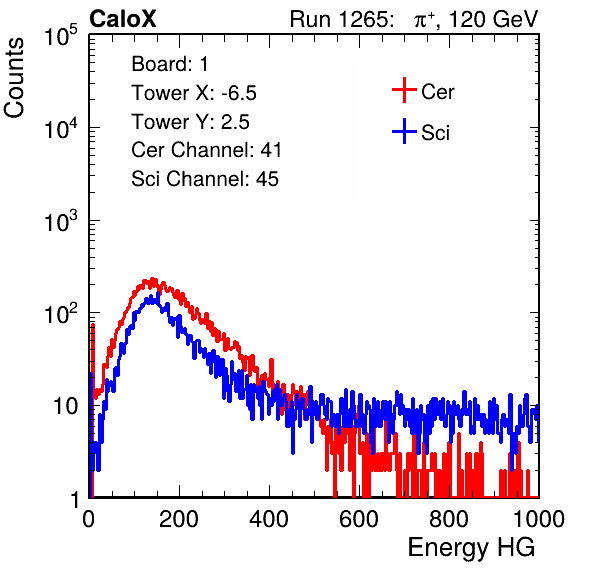 CaloX Run 1265: π⁺, 120 GeV
Counts
Board: 1
Tower X: -6.5
Tower Y: 2.5
Cer Channel: 41
Sci Channel: 45
Cer
Sci
10⁵
10⁴
10³
10²
10
1
0 200 400 600 800 1000
Energy HG